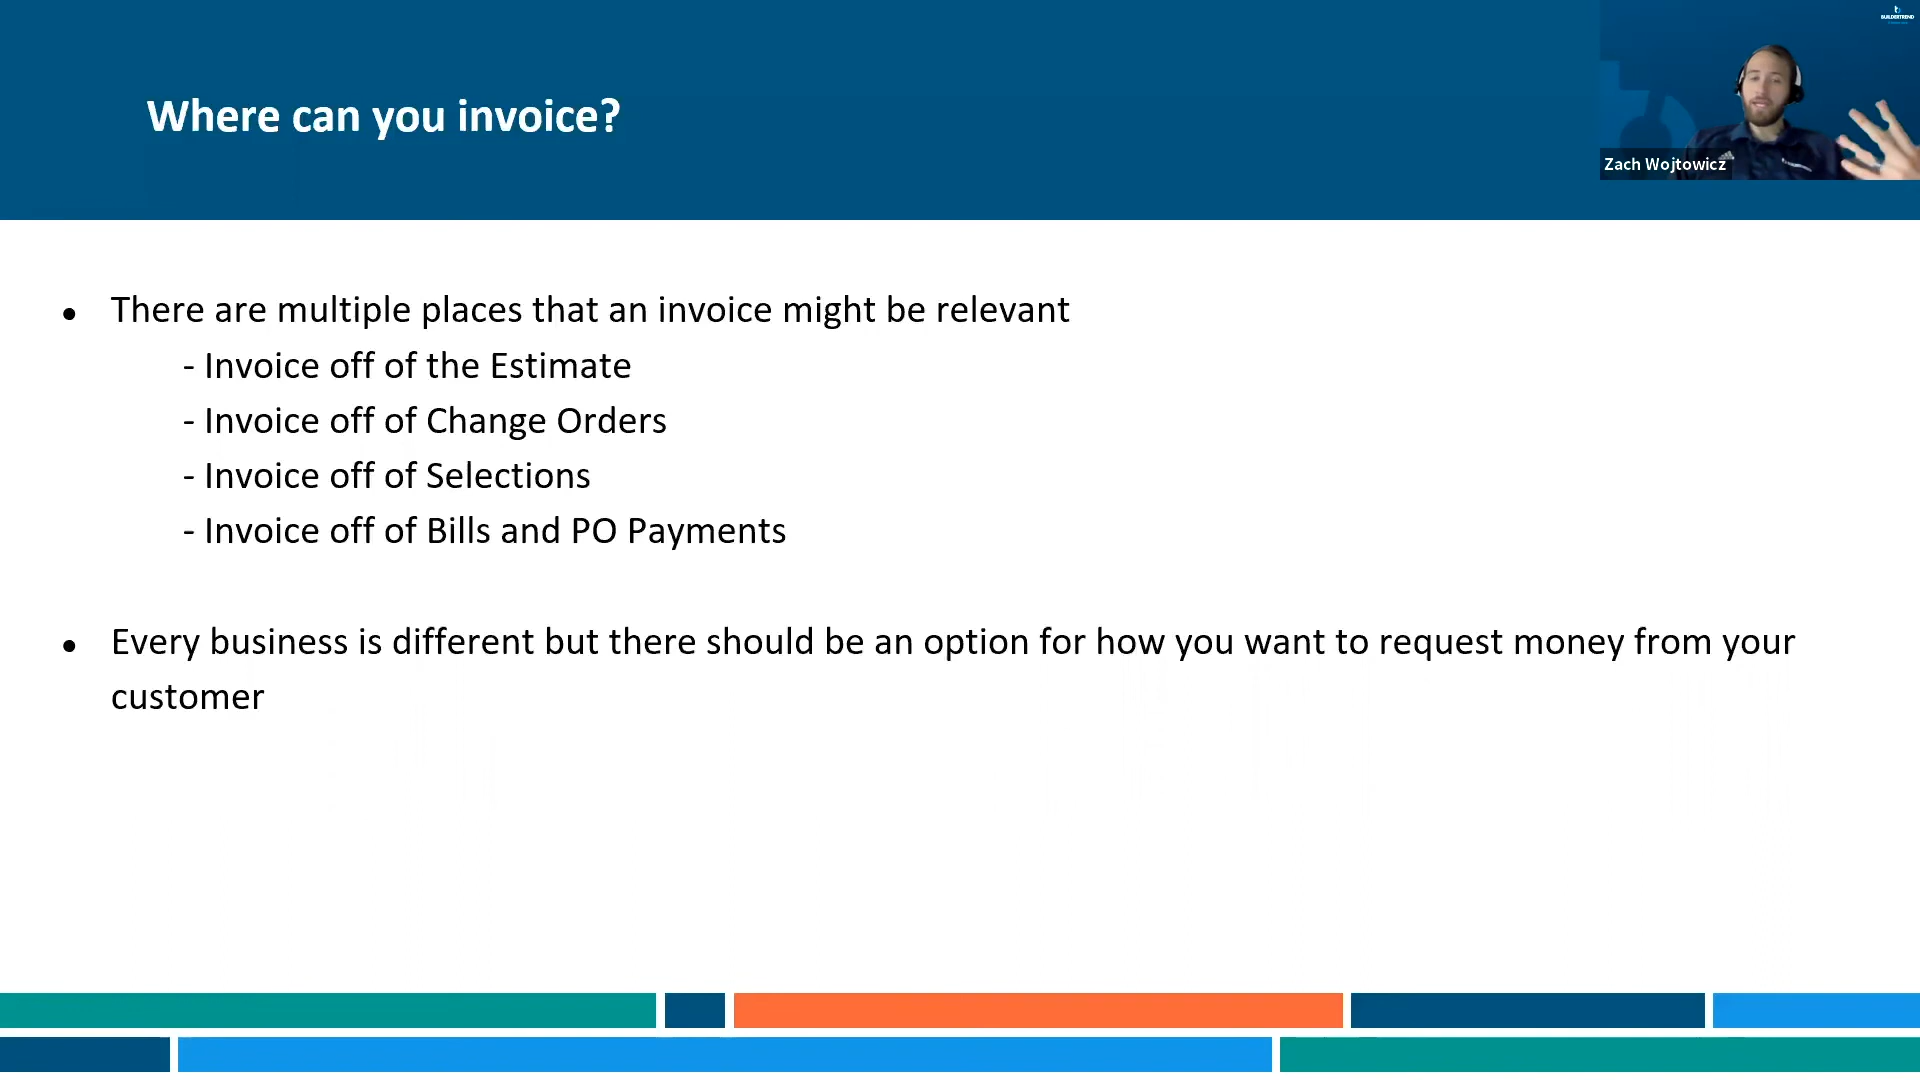 BUILDERTREND
Where can you invoice?
Zach Wojtowicz
● There are multiple places that an invoice might be relevant
- Invoice off of the Estimate
- Invoice off of Change Orders
- Invoice off of Selections
- Invoice off of Bills and PO Payments
● Every business is different but there should be an option for how you want to request money from your
customer